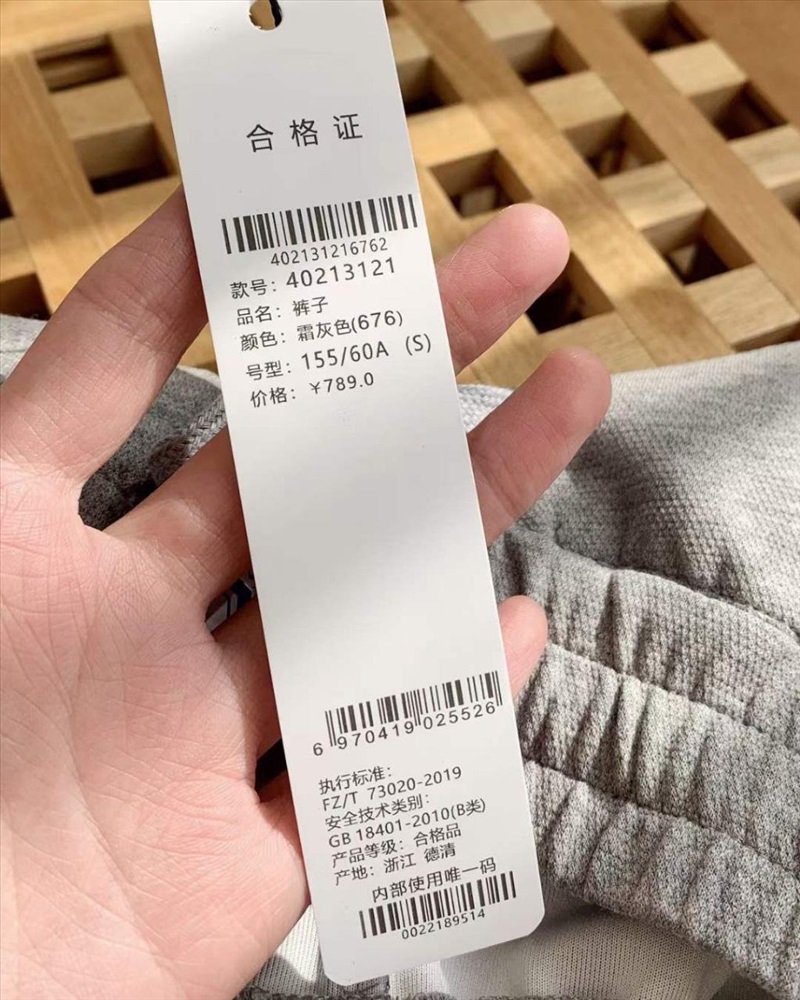 合格证
402131216762
款号：40213121
品名：裤子
颜色：霜灰色(676)
号型：155/60A (S)
价格：￥789.0
6 970419 025526
执行标准：
FZ/T 73020-2019
安全技术类别：
GB 18401-2010(B类)
产品等级：合格品
产地：浙江 德清
内部使用唯一码
0022189514